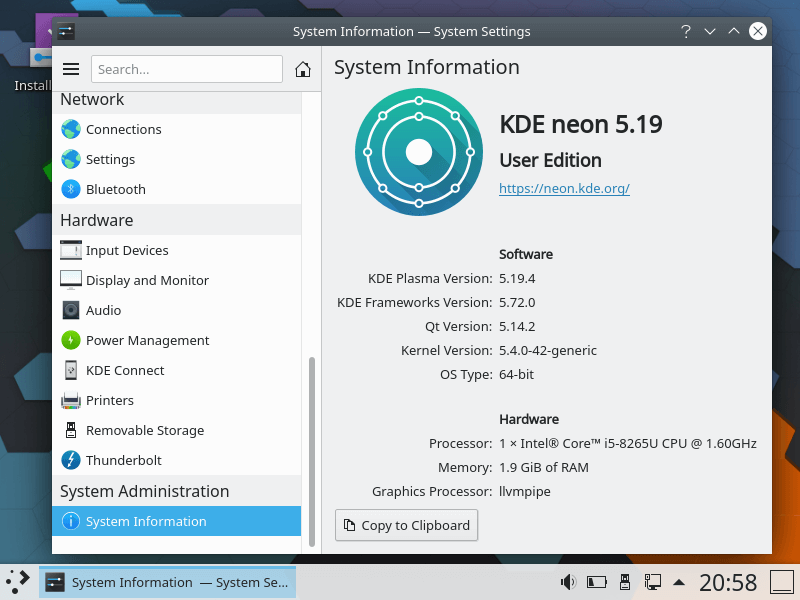 System Information — System Settings
Install
Search...
System Information
Network
Connections
Settings
Bluetooth
Hardware
Input Devices
Display and Monitor
Audio
Power Management
KDE Connect
Printers
Removable Storage
Thunderbolt
System Administration
System Information
KDE neon 5.19
User Edition
https://neon.kde.org/
Software
KDE Plasma Version: 5.19.4
KDE Frameworks Version: 5.72.0
Qt Version: 5.14.2
Kernel Version: 5.4.0-42-generic
OS Type: 64-bit
Hardware
Processor: 1 × Intel® Core™ i5-8265U CPU @ 1.60GHz
Memory: 1.9 GiB of RAM
Graphics Processor: llvmpipe
Copy to Clipboard
System Information — System Se...
20:58